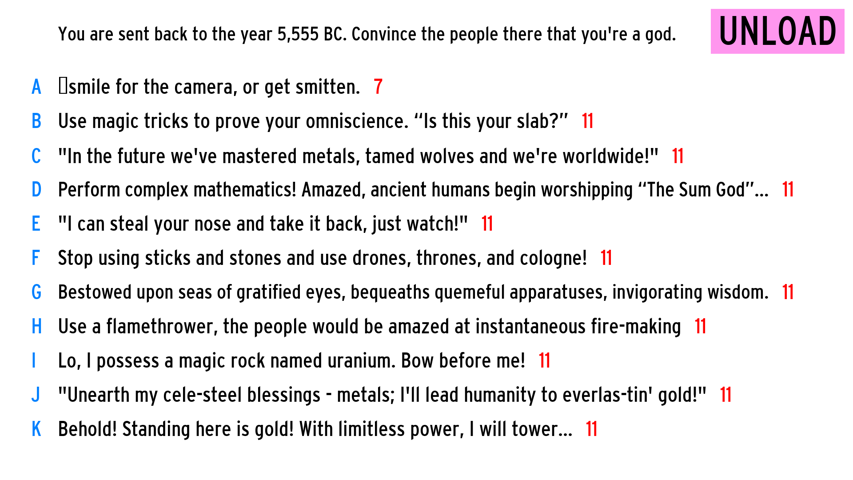 You are sent back to the year 5,555 BC. Convince the people there that you're a god.
UNLOAD
A smile for the camera, or get smitten. 7
B Use magic tricks to prove your omniscience. “Is this your slab?” 11
C "In the future we've mastered metals, tamed wolves and we're worldwide!" 11
D Perform complex mathematics! Amazed, ancient humans begin worshipping “The Sum God”... 11
E "I can steal your nose and take it back, just watch!" 11
F Stop using sticks and stones and use drones, thrones, and cologne! 11
G Bestowed upon seas of gratified eyes, bequeaths quemeful apparatuses, invigorating wisdom. 11
H Use a flamethrower, the people would be amazed at instantaneous fire-making 11
I Lo, I possess a magic rock named uranium. Bow before me! 11
J "Unearth my cele-steel blessings - metals; I'll lead humanity to everlas-tin' gold!" 11
K Behold! Standing here is gold! With limitless power, I will tower... 11